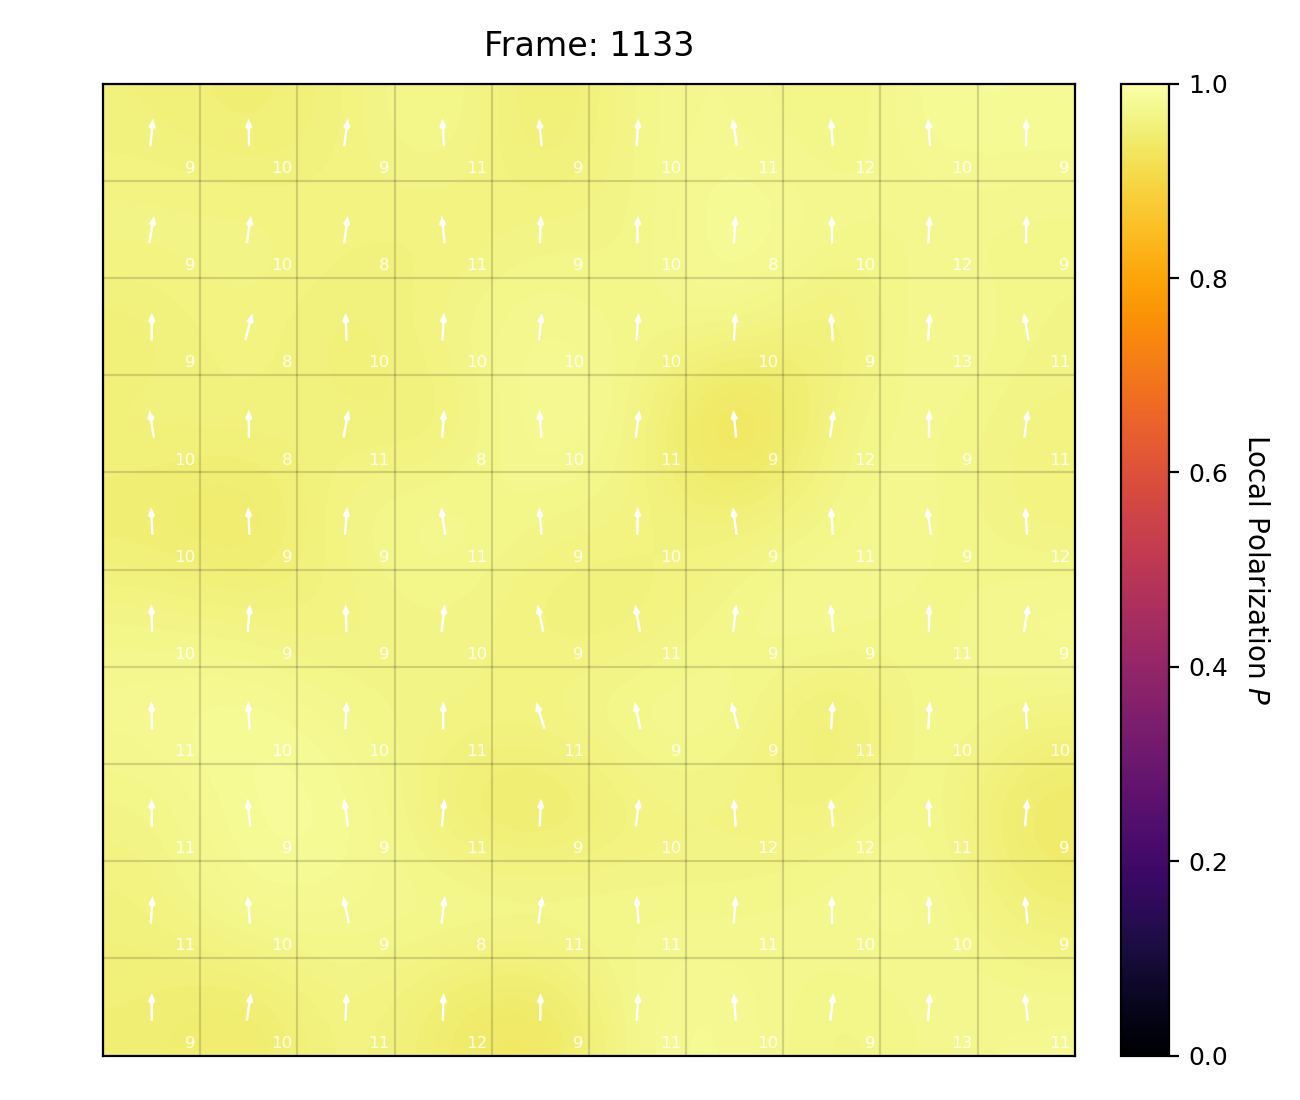 Frame: 1133
9 10 9 11 9 10 11 12 10 9
9 10 8 11 9 10 8 10 12 9
9 8 10 10 10 10 10 9 13 11
10 8 11 8 10 11 9 12 9 11
10 9 9 11 9 10 9 11 9 12
10 9 9 10 9 11 9 9 11 9
11 10 10 11 11 9 9 11 10 10
11 9 9 11 9 10 12 12 11 9
11 10 9 8 11 11 11 10 10 9
9 10 11 12 9 11 10 9 13 11
1.0
0.8
0.6
0.4
0.2
0.0
Local Polarization P